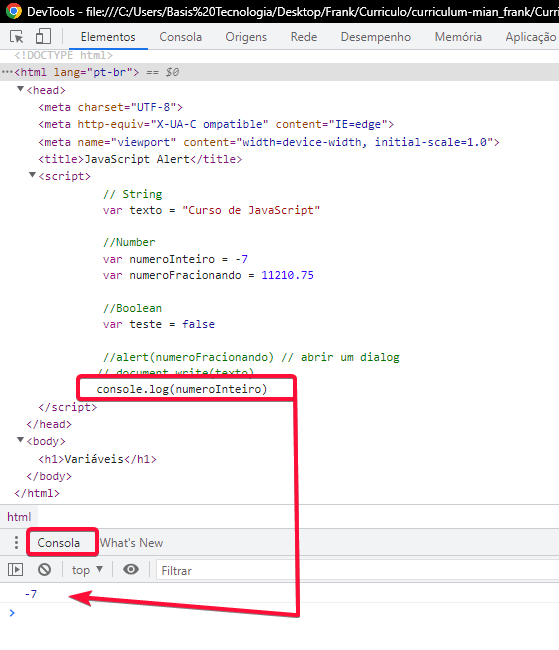 DevTools - file:///C:/Users/Basis%20Tecnologia/Desktop/Frank/Curriculo/curriculum-mian_frank/Curri
Elementos Consola Origens Rede Desempenho Memória Aplicação
<!DOCTYPE html>
···<html lang="pt-br"> == $0
▼<head>
<meta charset="UTF-8">
<meta http-equiv="X-UA-C ompatible" content="IE=edge">
<meta name="viewport" content="width=device-width, initial-scale=1.0">
<title>JavaScript Alert</title>
▼<script>
// String
var texto = "Curso de JavaScript"
//Number
var numeroInteiro = -7
var numeroFracionando = 11210.75
//Boolean
var teste = false
//alert(numeroFracionando) // abrir um dialog
// document.write(texto)
console.log(numeroInteiro)
</script>
</head>
▼<body>
<h1>Variáveis</h1>
</body>
</html>
html
Consola What's New
top ▼ Filtrar
-7
>